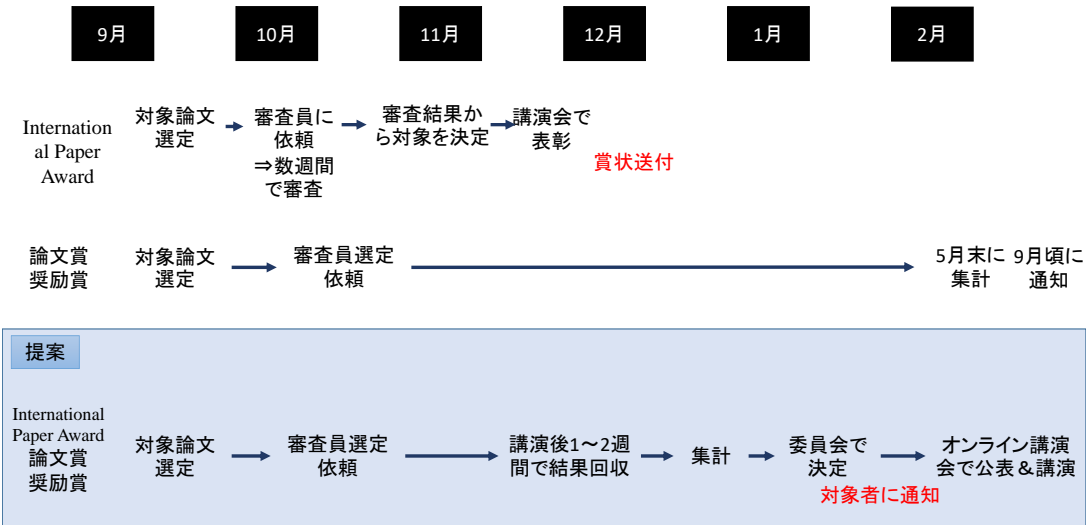 9月
10月
11月
12月
1月
2月
Internation
al Paper
Award
対象論文
選定
審査員に
依頼
⇒数週間
で審査
審査結果か
ら対象を決定
講演会で
表彰
賞状送付
論文賞
奨励賞
対象論文
選定
審査員選定
依頼
5月末に
集計
9月頃に
通知
提案
International
Paper Award
論文賞
奨励賞
対象論文
選定
審査員選定
依頼
講演後1～2週
間で結果回収
集計
委員会で
決定
対象者に通知
オンライン講演
会で公表＆講演